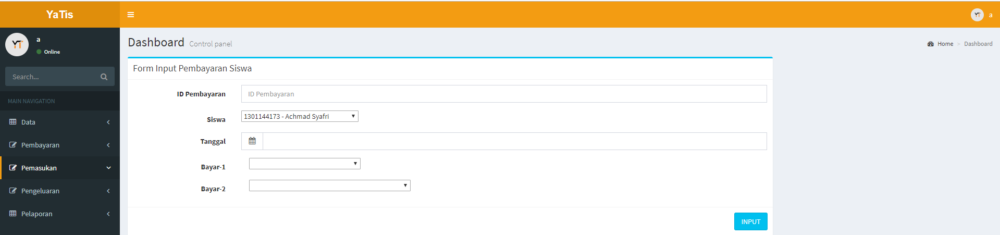 YaTis
a
YT
a
Online
Search...
MAIN NAVIGATION
Data
Pembayaran
Pemasukan
Pengeluaran
Pelaporan
Dashboard Control panel
Home > Dashboard
Form Input Pembayaran Siswa
ID Pembayaran ID Pembayaran
Siswa 1301144173 - Achmad Syafri
Tanggal
Bayar-1
Bayar-2
INPUT